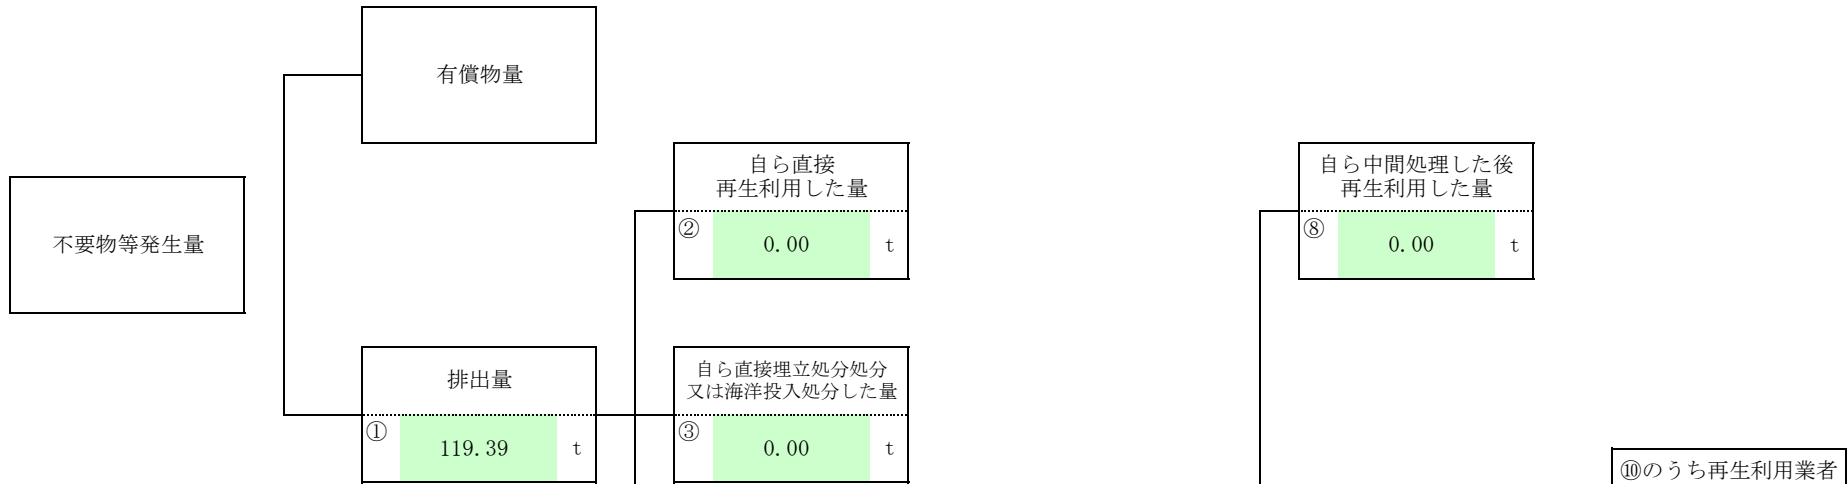 有償物量
自ら直接
再生利用した量
② 0.00 t
自ら中間処理した後
再生利用した量
⑧ 0.00 t
不要物等発生量
排出量
① 119.39 t
自ら直接埋立処分処分
又は海洋投入処分した量
③ 0.00 t
⑩のうち再生利用業者